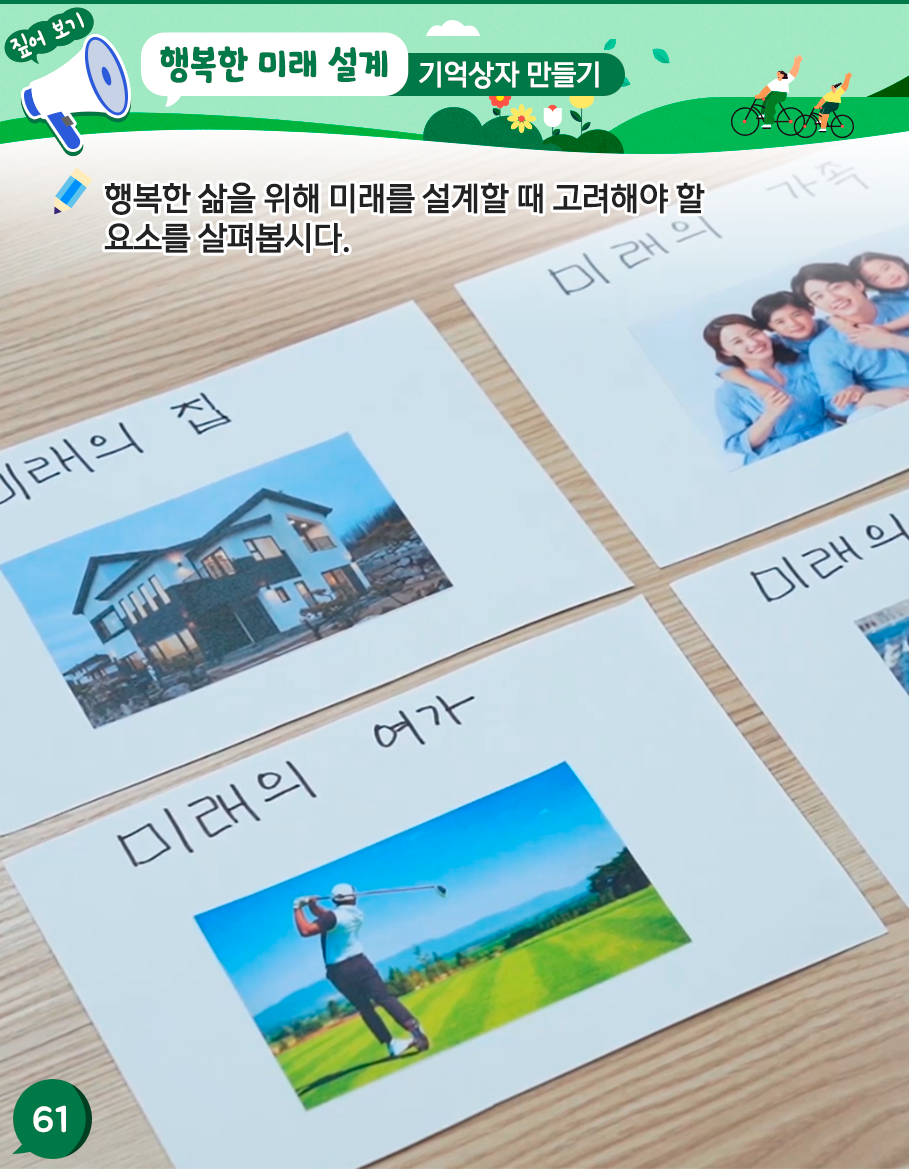 짚어 보기
행복한 미래 설계
기억상자 만들기
행복한 삶을 위해 미래를 설계할 때 고려해야 할
요소를 살펴봅시다.
미래의 가족
미래의 집
미래의
미래의 여가
61